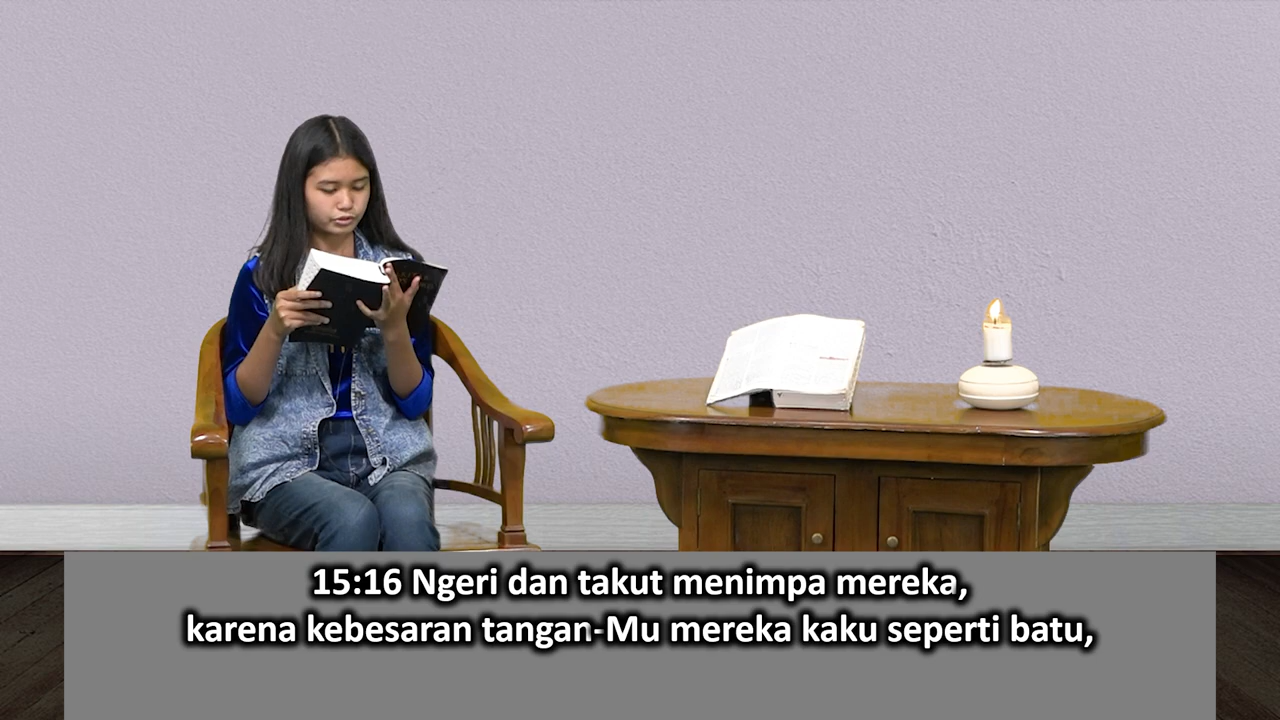 15:16 Ngeri dan takut menimpa mereka,
karena kebesaran tangan-Mu mereka kaku seperti batu,